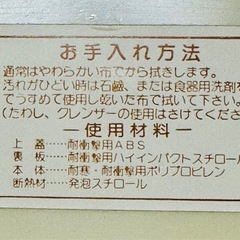 お手入れ方法
通常はやわらかい布でから拭きします。
汚れがひどい時は石鹸、または食器用洗剤を
てうすめて使用し乾いた布で拭いて下さい。
(たわし、クレンザーの使用はさけてください
―使用材料―
上蓋―耐衝撃用ABS
裏板―耐衝撃用ハイインパクトスチロール
本体―耐寒・耐衝撃用ポリプロピレン
断熱材―発泡スチロール